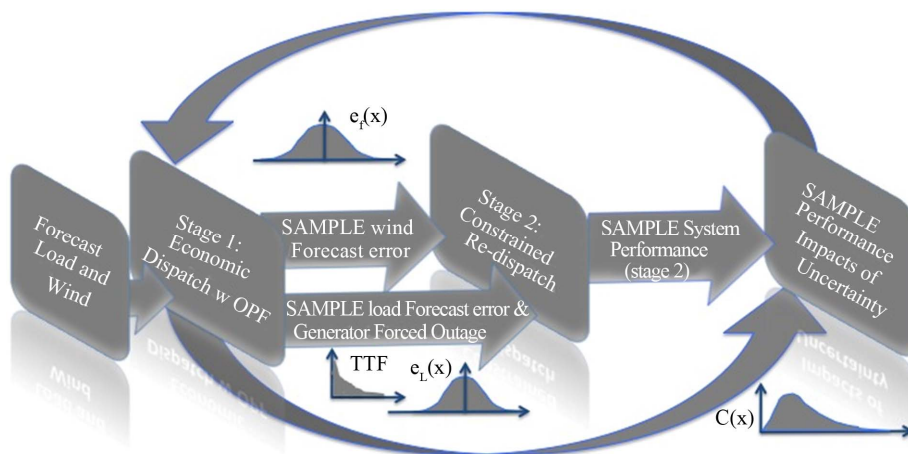 e_f(x)
Forecast
Load and
Wind
Stage 1:
Economic
Dispatch w OPF
SAMPLE wind
Forecast error
Stage 2:
Constrained
Re-dispatch
SAMPLE System
Performance
(stage 2)
SAMPLE
Performance
Impacts of
Uncertainty
SAMPLE load Forecast error &
Generator Forced Outage
TTF
e_L(x)
C(x)